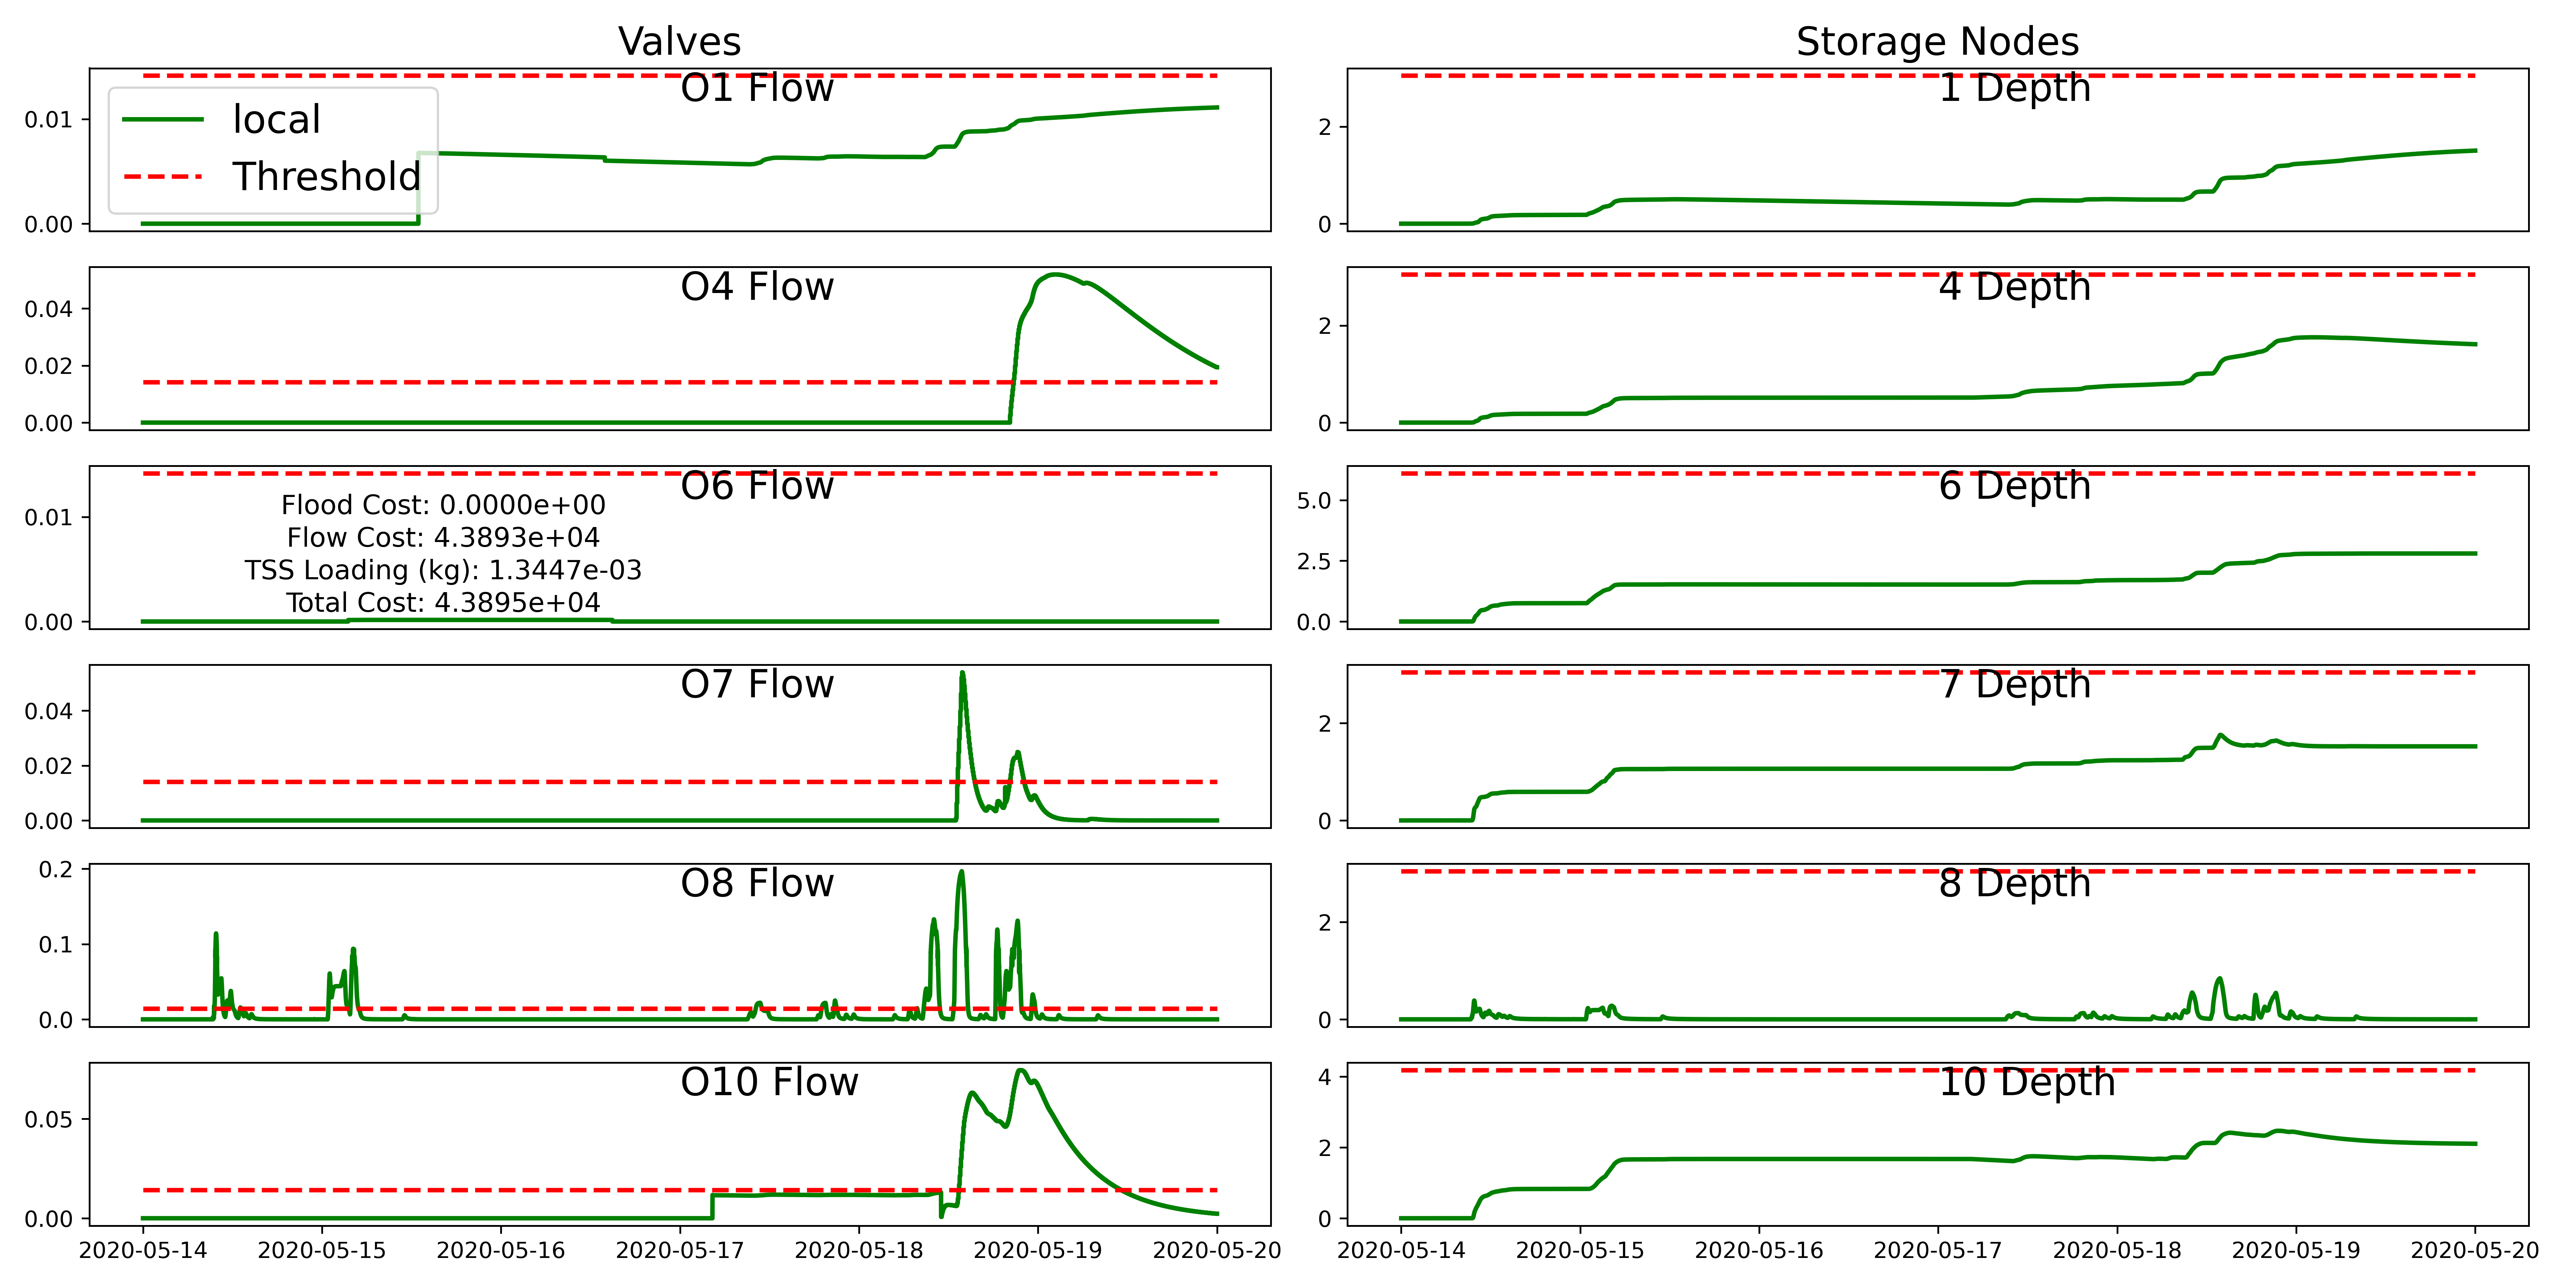 Valves
Storage Nodes
O1 Flow
local
Threshold
0.01
0.00
1 Depth
2
0
O4 Flow
0.04
0.02
0.00
4 Depth
2
0
O6 Flow
0.01
0.00
Flood Cost: 0.0000e+00
Flow Cost: 4.3893e+04
TSS Loading (kg): 1.3447e-03
Total Cost: 4.3895e+04
6 Depth
5.0
2.5
0.0
O7 Flow
0.04
0.02
0.00
7 Depth
2
0
O8 Flow
0.2
0.1
0.0
8 Depth
2
0
O10 Flow
0.05
0.00
2020-05-14 2020-05-15 2020-05-16 2020-05-17 2020-05-18 2020-05-19 2020-05-20
10 Depth
4
2
0
2020-05-14 2020-05-15 2020-05-16 2020-05-17 2020-05-18 2020-05-19 2020-05-20